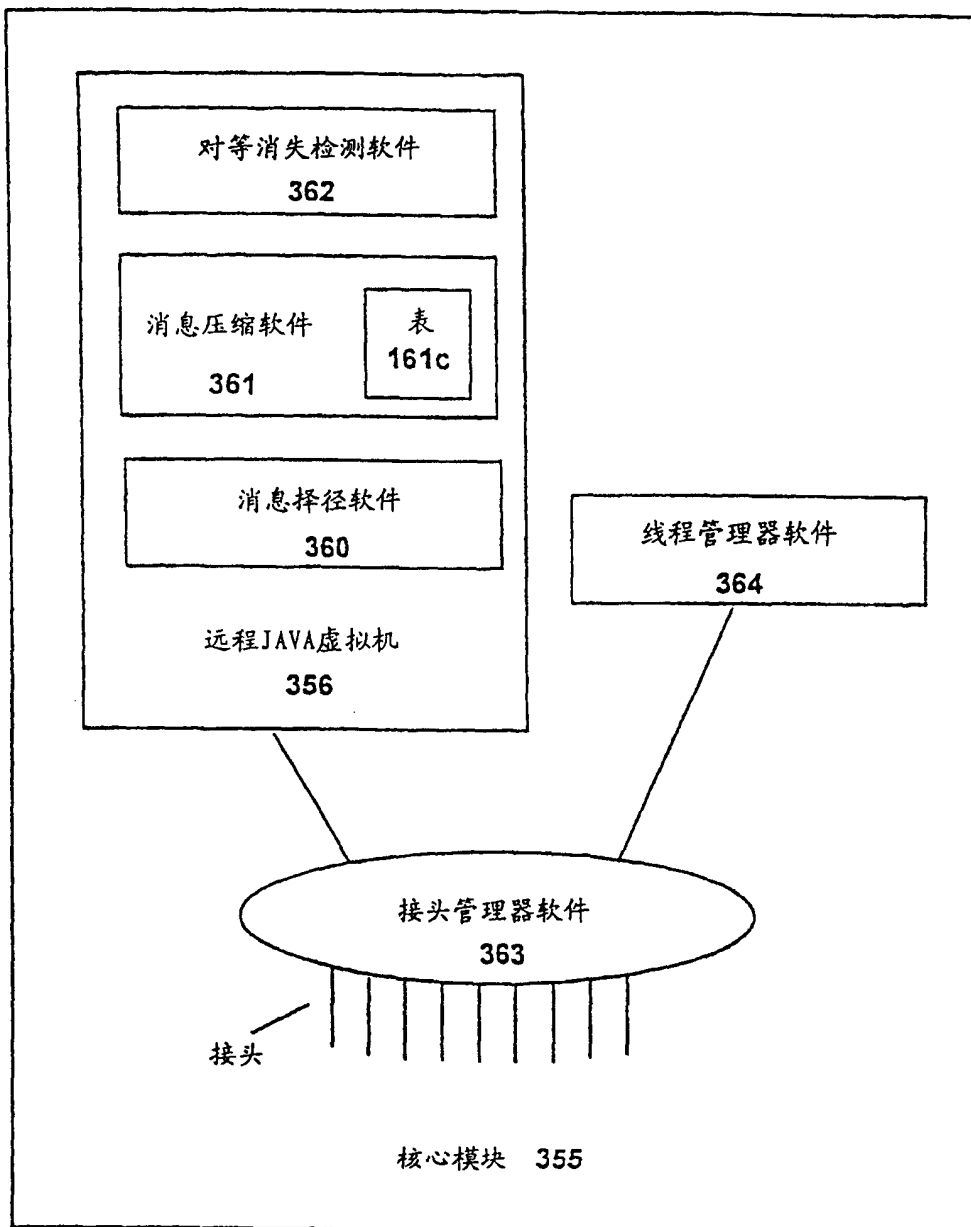 对等消失检测软件
362
消息压缩软件
361
表
161c
消息择径软件
360
远程JAVA虚拟机
356
线程管理器软件
364
接头管理器软件
363
接头
核心模块 355